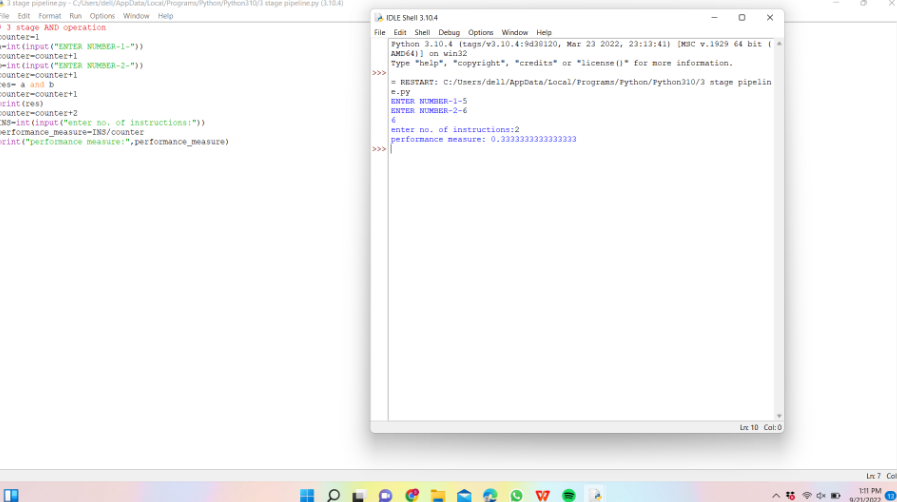 3 stage pipeline.py - C:/Users/dell/AppData/Local/Programs/Python/Python310/3 stage pipeline.py (3.10.4)
File Edit Format Run Options Window Help
3 stage AND operation
counter=1
=int(input("ENTER NUMBER-1-"))
counter=counter+1
=int(input("ENTER NUMBER-2-"))
counter=counter+1
res= a and b
counter=counter+1
print(res)
counter=counter+2
INS=int(input("enter no. of instructions:"))
performance_measure=INS/counter
print("performance measure:",performance_measure)
IDLE Shell 3.10.4
File Edit Shell Debug Options Window Help
Python 3.10.4 (tags/v3.10.4:9d38120, Mar 23 2022, 23:13:41) [MSC v.1929 64 bit (
AMD64)] on win32
Type "help", "copyright", "credits" or "license()" for more information.
>>>
= RESTART: C:/Users/dell/AppData/Local/Programs/Python/Python310/3 stage pipelin
e.py
ENTER NUMBER-1-5
ENTER NUMBER-2-6
6
enter no. of instructions:2
performance measure: 0.3333333333333333
>>>
Ln: 10 Col: 0
Ln: 7 Col
1:11 PM
9/21/2022
13